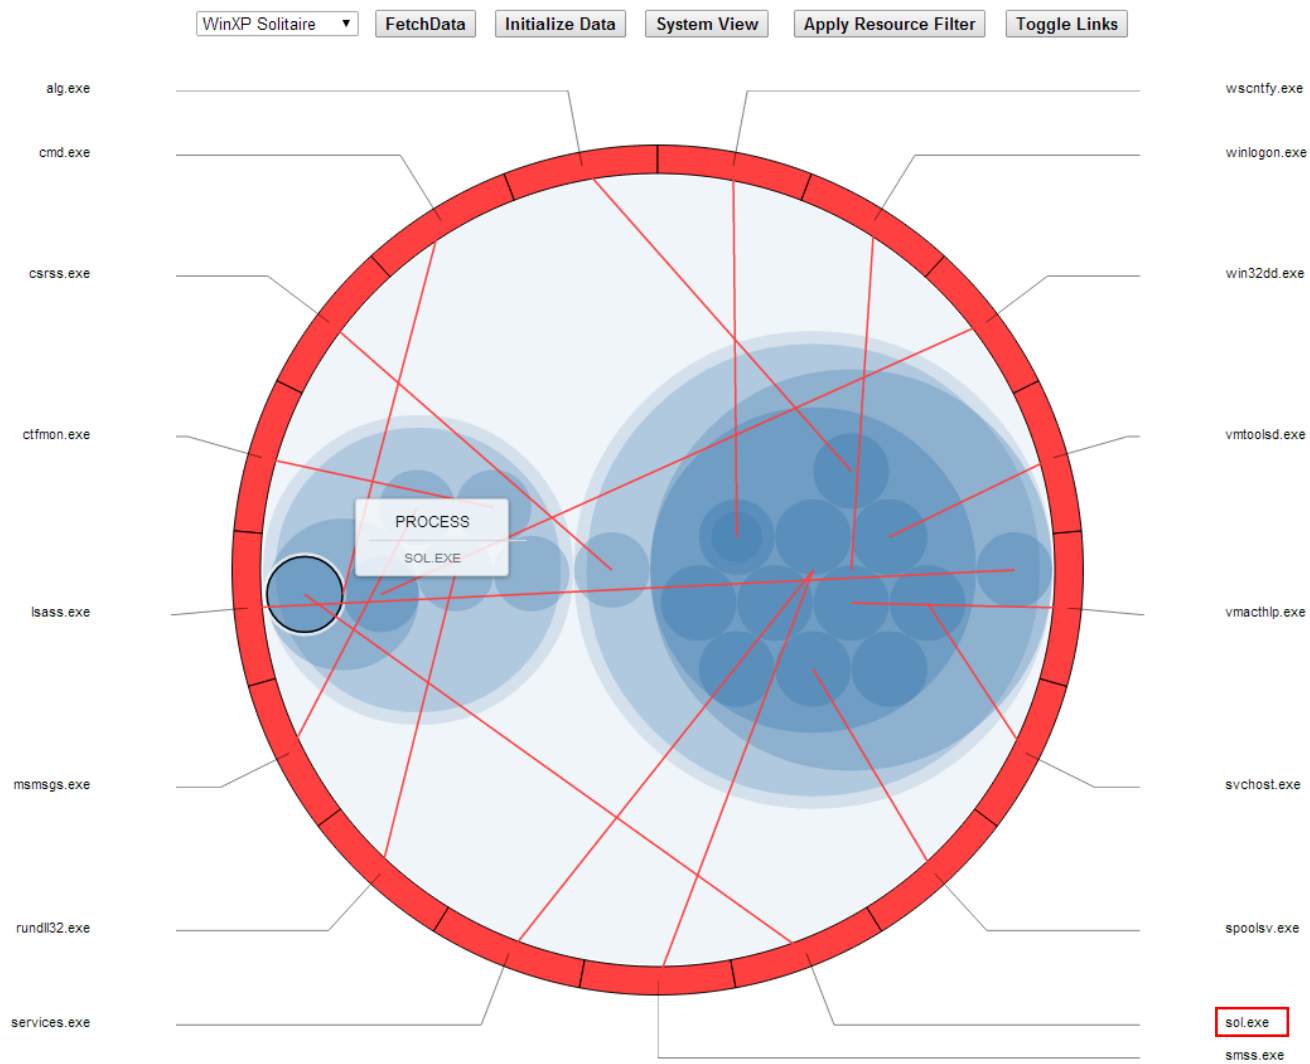 WinXP Solitaire
FetchData
Initialize Data
System View
Apply Resource Filter
Toggle Links
alg.exe
wscntfy.exe
cmd.exe
winlogon.exe
csrss.exe
win32dd.exe
ctfmon.exe
vmtoolsd.exe
PROCESS
SOL.EXE
lsass.exe
vmacthlp.exe
msmsgs.exe
svchost.exe
rundll32.exe
spoolsv.exe
services.exe
sol.exe
smss.exe